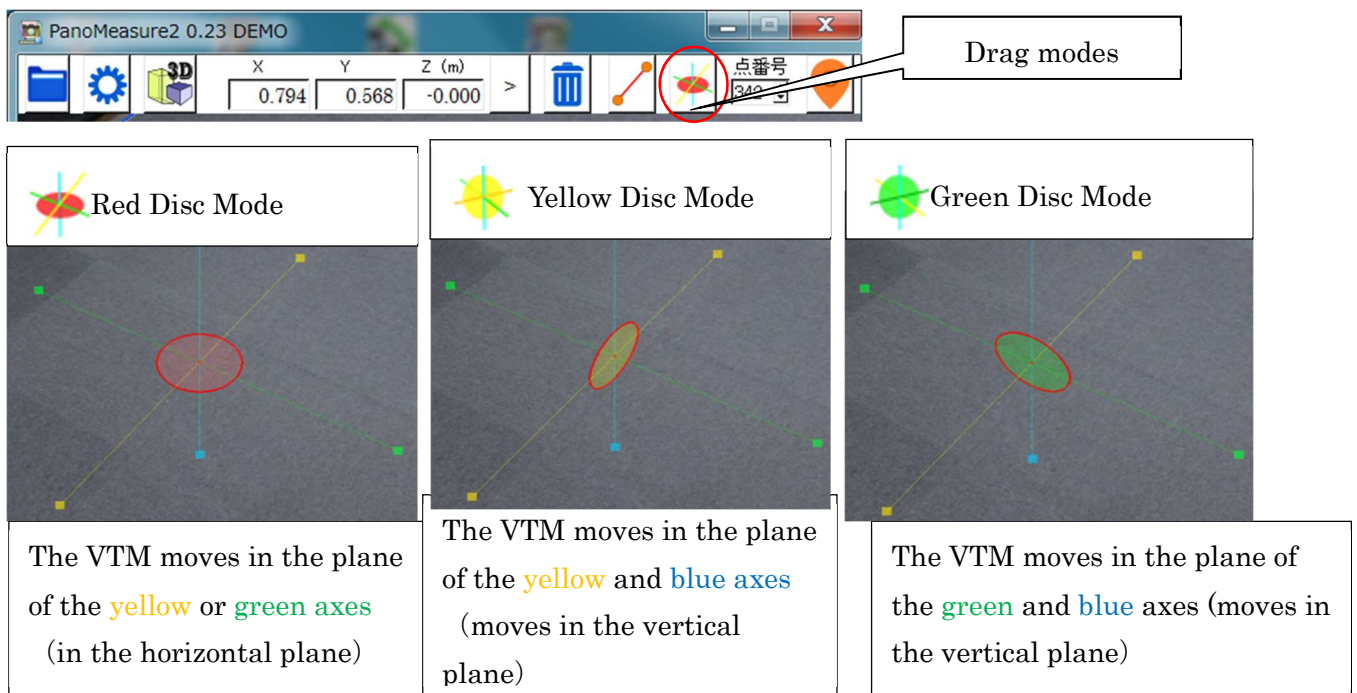 PanoMeasure2 0.23 DEMO
Drag modes
3D
X Y Z (m)
点番号
0.794 0.568 -0.000 >
342
Red Disc Mode
Yellow Disc Mode
Green Disc Mode
The VTM moves in the plane
of the yellow or green axes
（in the horizontal plane）
The VTM moves in the plane
of the yellow and blue axes
（moves in the vertical
plane）
The VTM moves in the plane of
the green and blue axes (moves in
the vertical plane）